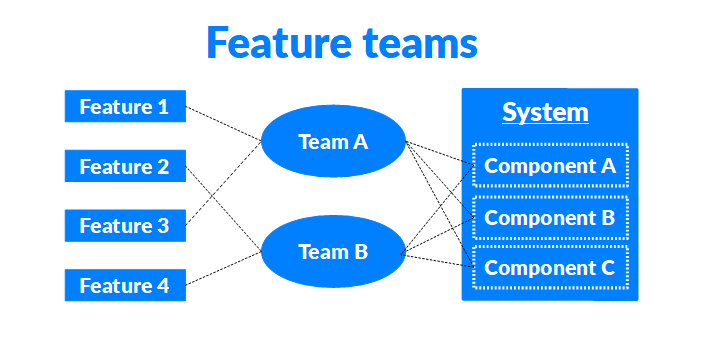 Feature teams
Feature 1
Feature 2
Feature 3
Feature 4
Team A
Team B
System
Component A
Component B
Component C